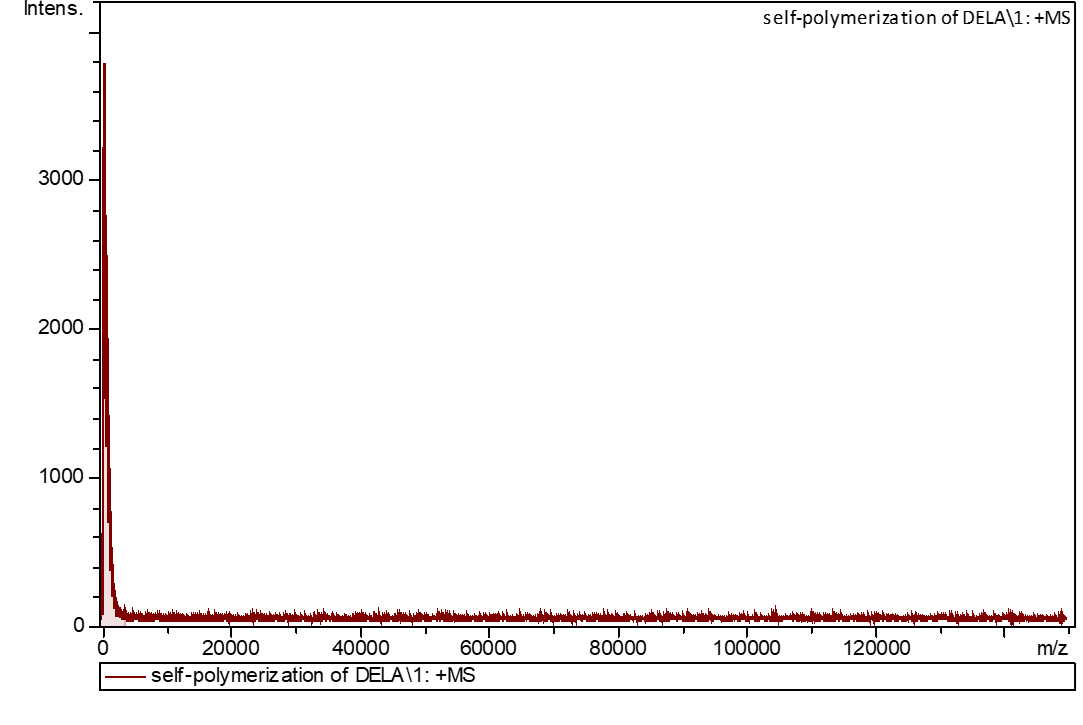 Intens.
self-polymerization of DELA\1: +MS
3000
2000
1000
0
0 20000 40000 60000 80000 100000 120000 m/z
self-polymerization of DELA\1: +MS